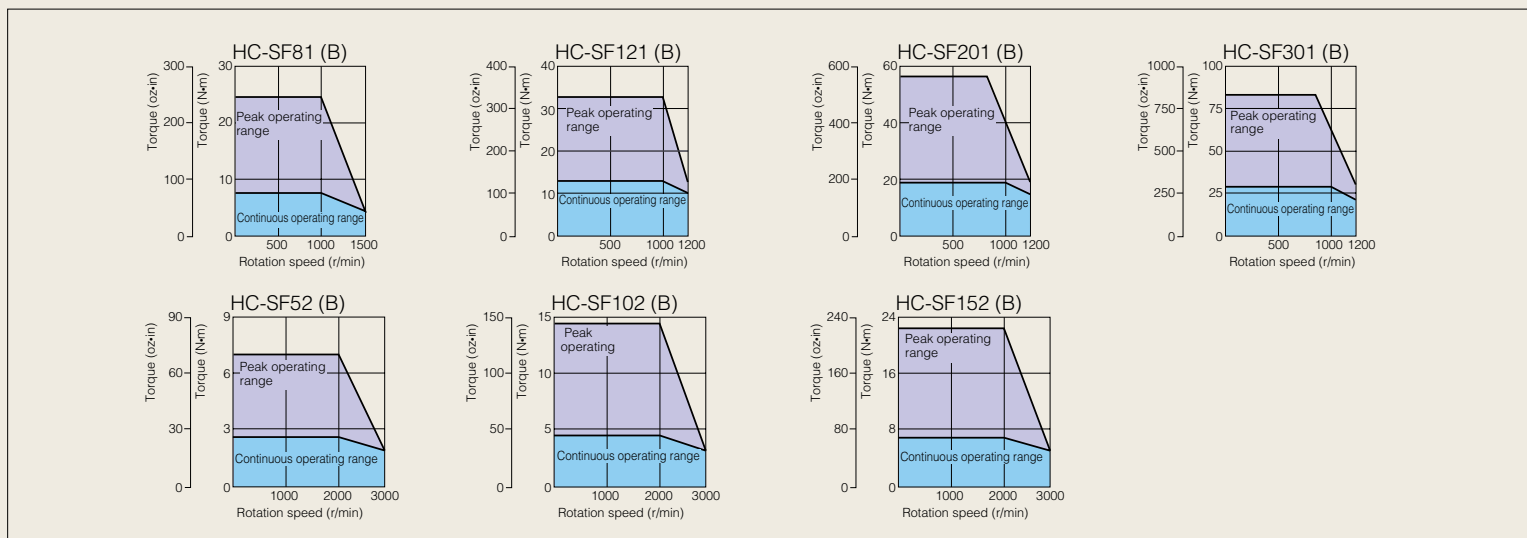 HC-SF81 (B)
Torque (oz•in)
300
200
100
0
Torque (N•m)
30
20
10
0
Peak operating
range
Continuous operating range
500 1000 1500
Rotation speed (r/min)
HC-SF121 (B)
Torque (oz•in)
400
300
200
100
0
Torque (N•m)
40
30
20
10
0
Peak operating
range
Continuous operating range
500 1000 1200
Rotation speed (r/min)
HC-SF201 (B)
Torque (oz•in)
600
400
200
0
Torque (N•m)
60
40
20
0
Peak operating
range
Continuous operating range
500 1000 1200
Rotation speed (r/min)
HC-SF301 (B)
Torque (oz•in)
1000
750
500
250
0
Torque (N•m)
100
75
50
25
0
Peak operating
range
Continuous operating range
500 1000 1200
Rotation speed (r/min)
HC-SF52 (B)
Torque (oz•in)
90
60
30
0
Torque (N•m)
9
6
3
0
Peak operating
range
Continuous operating range
1000 2000 3000
Rotation speed (r/min)
HC-SF102 (B)
Torque (oz•in)
150
100
50
0
Torque (N•m)
15
10
5
0
Peak
operating
Continuous operating range
1000 2000 3000
Rotation speed (r/min)
HC-SF152 (B)
Torque (oz•in)
240
160
80
0
Torque (N•m)
24
16
8
0
Peak operating
range
Continuous operating range
1000 2000 3000
Rotation speed (r/min)